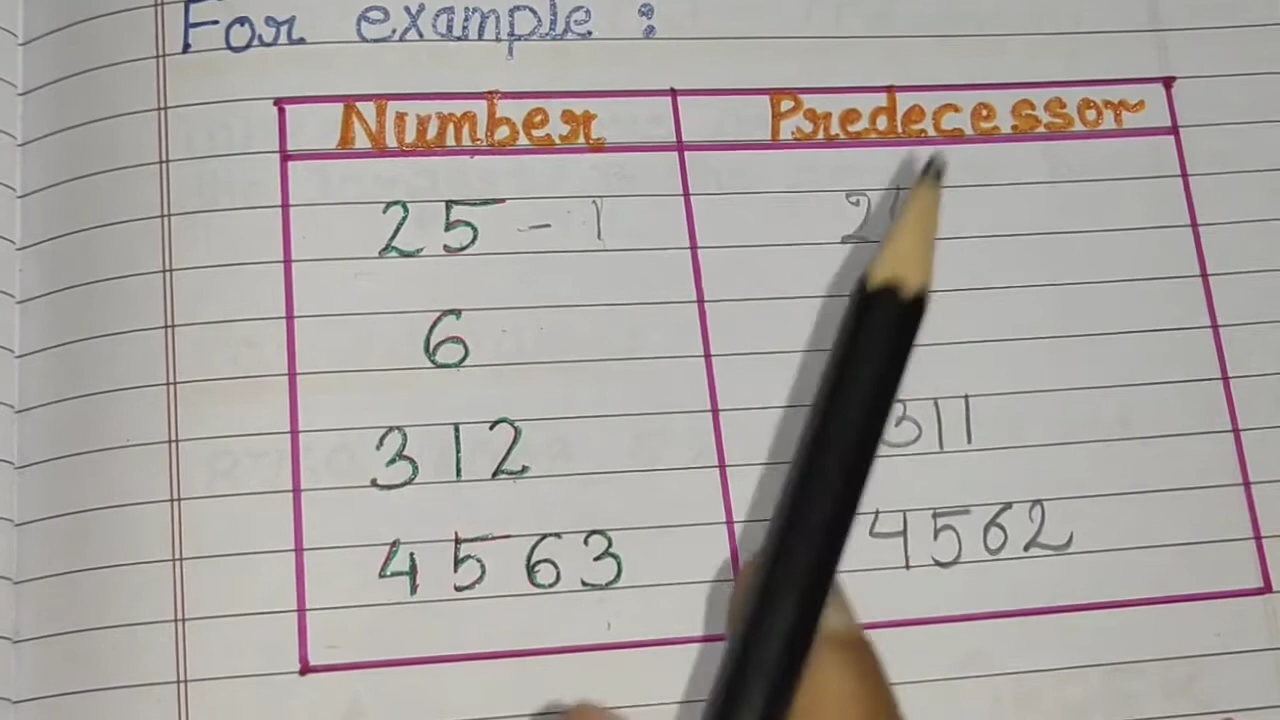 For example :
Number Predecessor
25 - 1
6
312 311
4563 4562